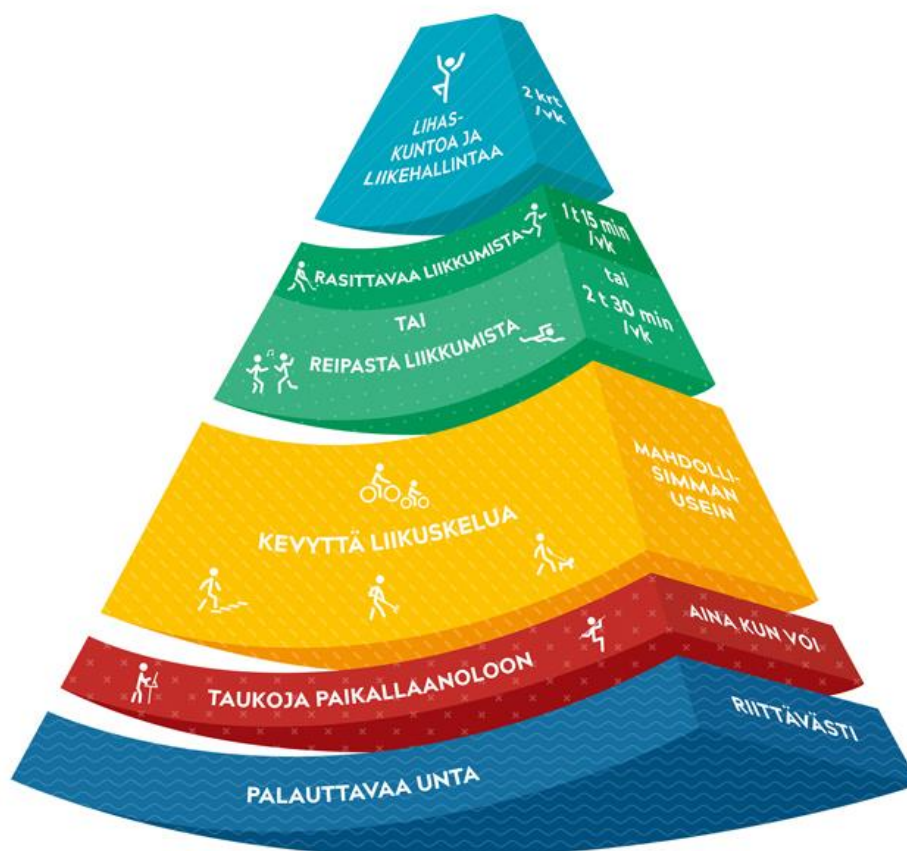 LIHAS-
KUNTOA JA
LIIKEHALLINTAA
2 krt
/vk
RASITTAVAA LIIKKUMISTA
1 t 15 min
/vk
TAI
REIPASTA LIIKKUMISTA
tai
2 t 30 min
/vk
KEVYTTÄ LIIKUSKELUA
MAHDOLLI-
SIMMAN
USEIN
TAUKOJA PAIKALLAANOLOON
AINA KUN VOI
PALAUTTAVAA UNTA
RIITTÄVÄSTI